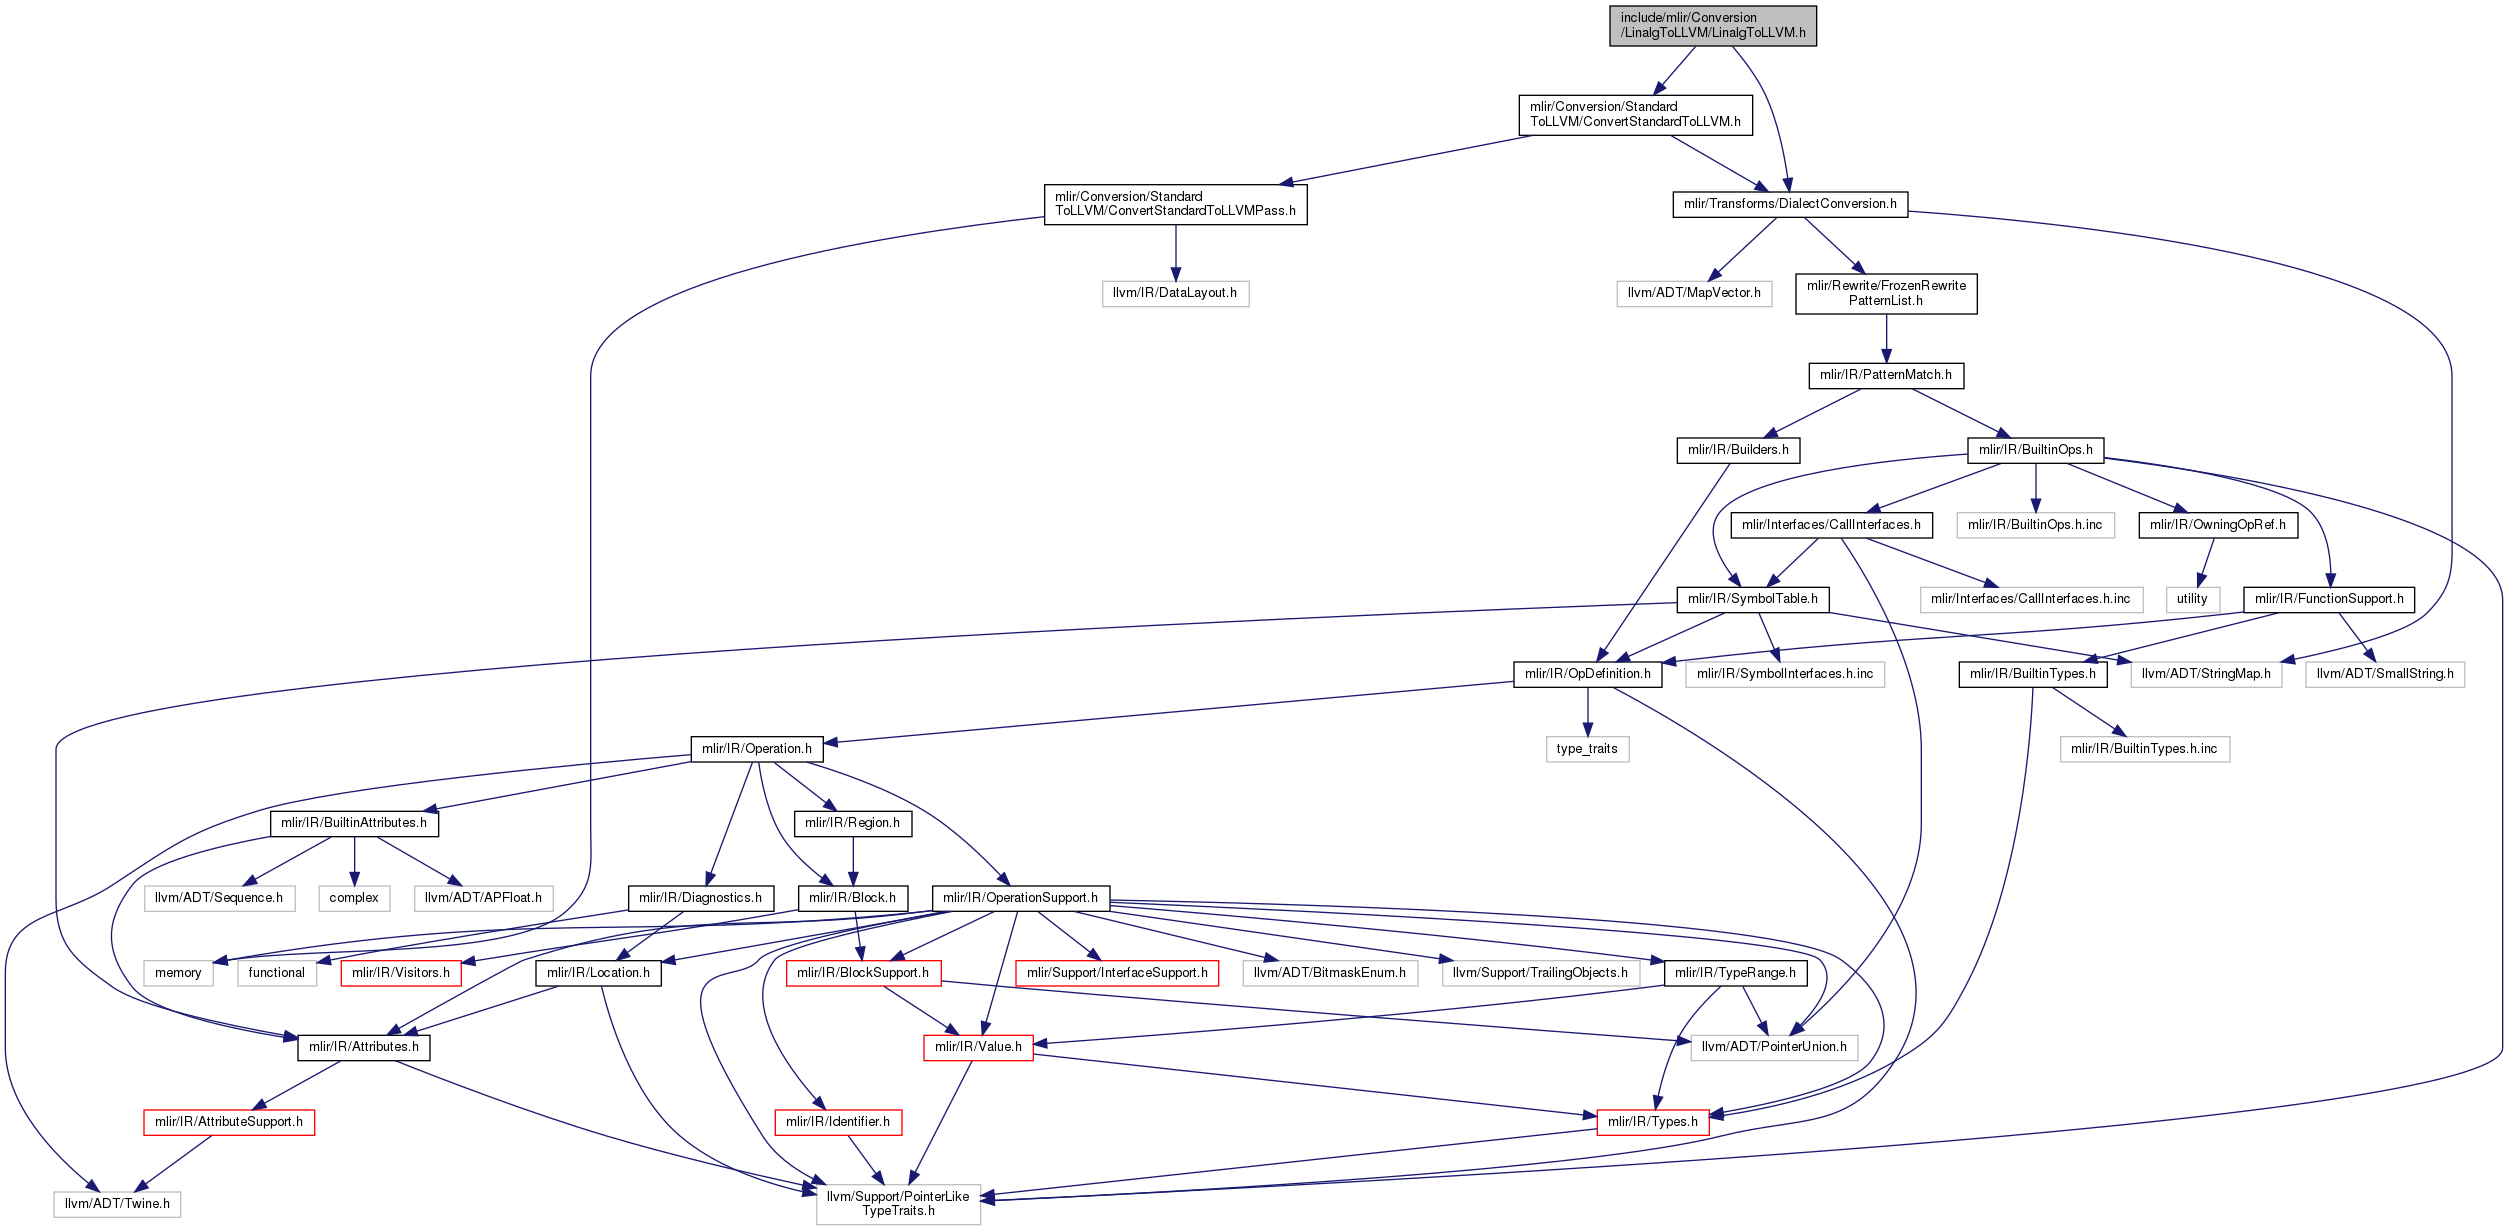 include/mlir/Conversion
/LinalgToLLVM/LinalgToLLVM.h
mlir/Conversion/Standard
ToLLVM/ConvertStandardToLLVM.h
mlir/Conversion/Standard
ToLLVM/ConvertStandardToLLVMPass.h
mlir/Transforms/DialectConversion.h
llvm/IR/DataLayout.h
llvm/ADT/MapVector.h
mlir/Rewrite/FrozenRewrite
PatternList.h
mlir/IR/PatternMatch.h
mlir/IR/Builders.h
mlir/IR/BuiltinOps.h
mlir/Interfaces/CallInterfaces.h
mlir/IR/BuiltinOps.h.inc
mlir/IR/OwningOpRef.h
mlir/IR/SymbolTable.h
mlir/Interfaces/CallInterfaces.h.inc
utility
mlir/IR/FunctionSupport.h
mlir/IR/OpDefinition.h
mlir/IR/SymbolInterfaces.h.inc
mlir/IR/BuiltinTypes.h
llvm/ADT/StringMap.h
llvm/ADT/SmallString.h
mlir/IR/Operation.h
type_traits
mlir/IR/BuiltinTypes.h.inc
mlir/IR/BuiltinAttributes.h
mlir/IR/Region.h
llvm/ADT/Sequence.h
complex
llvm/ADT/APFloat.h
mlir/IR/Diagnostics.h
mlir/IR/Block.h
mlir/IR/OperationSupport.h
memory
functional
mlir/IR/Visitors.h
mlir/IR/Location.h
mlir/IR/BlockSupport.h
mlir/Support/InterfaceSupport.h
llvm/ADT/BitmaskEnum.h
llvm/Support/TrailingObjects.h
mlir/IR/TypeRange.h
mlir/IR/Attributes.h
mlir/IR/Value.h
llvm/ADT/PointerUnion.h
mlir/IR/AttributeSupport.h
mlir/IR/Identifier.h
mlir/IR/Types.h
llvm/ADT/Twine.h
llvm/Support/PointerLike
TypeTraits.h